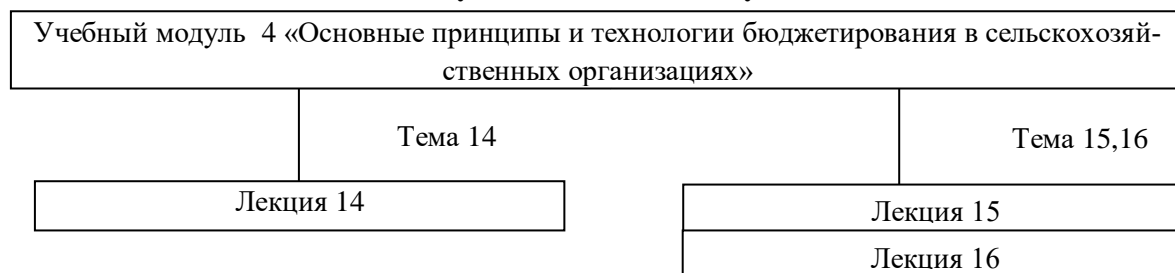 Учебный модуль 4 «Основные принципы и технологии бюджетирования в сельскохозяй-
ственных организациях»
Тема 14
Тема 15,16
Лекция 14
Лекция 15
Лекция 16